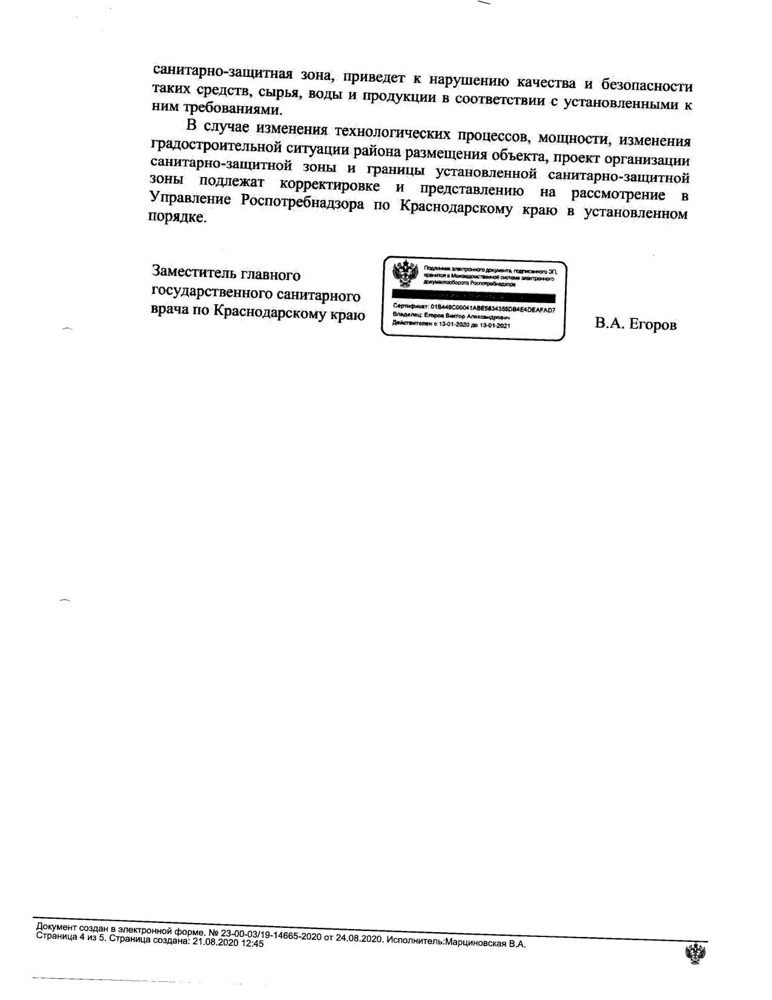 санитарно-защитная зона, приведет к нарушению качества и безопасности
таких средств, сырья, воды и продукции в соответствии с установленными к
ним требованиями.
В случае изменения технологических процессов, мощности, изменения
градостроительной ситуации района размещения объекта, проект организации
санитарно-защитной зоны и границы установленной санитарно-защитной
зоны подлежат корректировке и представлению на рассмотрение в
Управление Роспотребнадзора по Краснодарскому краю в установленном
порядке.
Заместитель главного
государственного санитарного
врача по Краснодарскому краю
Подлинник электронного документа, подписанного ЭП,
хранится в Межведомственной системе электронного
документооборота Роспотребнадзора
Сертификат: 01B44BC00041ABE5834355DB4E4DEAFAD7
Владелец: Егоров Виктор Александрович
Действителен с 13-01-2020 до 13-01-2021
В.А. Егоров
Документ создан в электронной форме. № 23-00-03/19-14665-2020 от 24.08.2020. Исполнитель:Марциновская В.А.
Страница 4 из 5. Страница создана: 21.08.2020 12:45